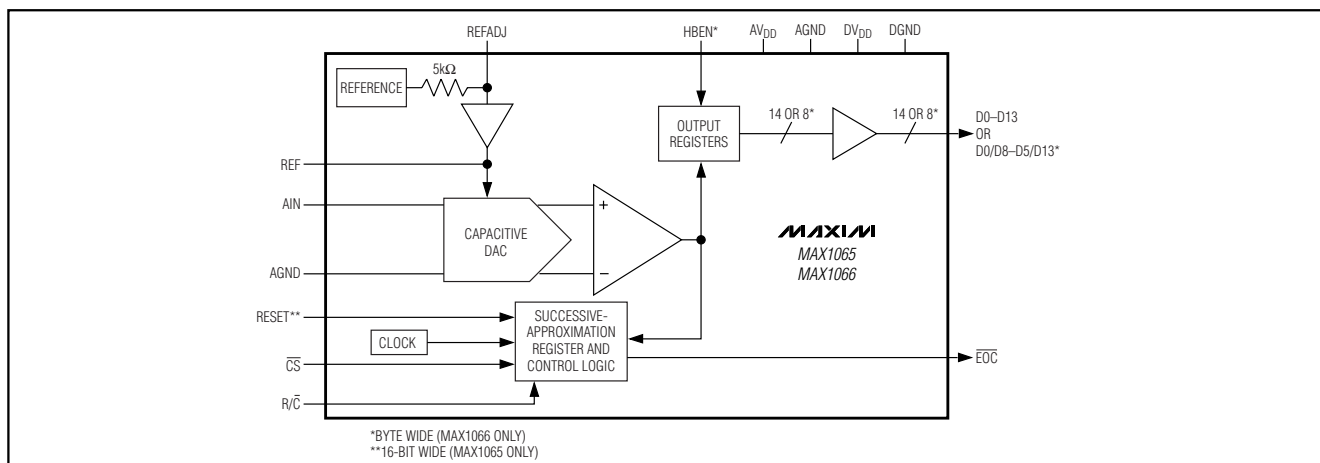 REFADJ
HBEN*
AVDD
AGND
DVDD
DGND
REFERENCE
5kΩ
OUTPUT
REGISTERS
14 OR 8*
14 OR 8*
D0–D13
OR
D0/D8–D5/D13*
REF
AIN
CAPACITIVE
DAC
+
−
AGND
MAXIM
MAX1065
MAX1066
RESET**
CLOCK
SUCCESSIVE-
APPROXIMATION
REGISTER AND
CONTROL LOGIC
C̅S̅
R/C̅
E̅O̅C̅
*BYTE WIDE (MAX1066 ONLY)
**16-BIT WIDE (MAX1065 ONLY)